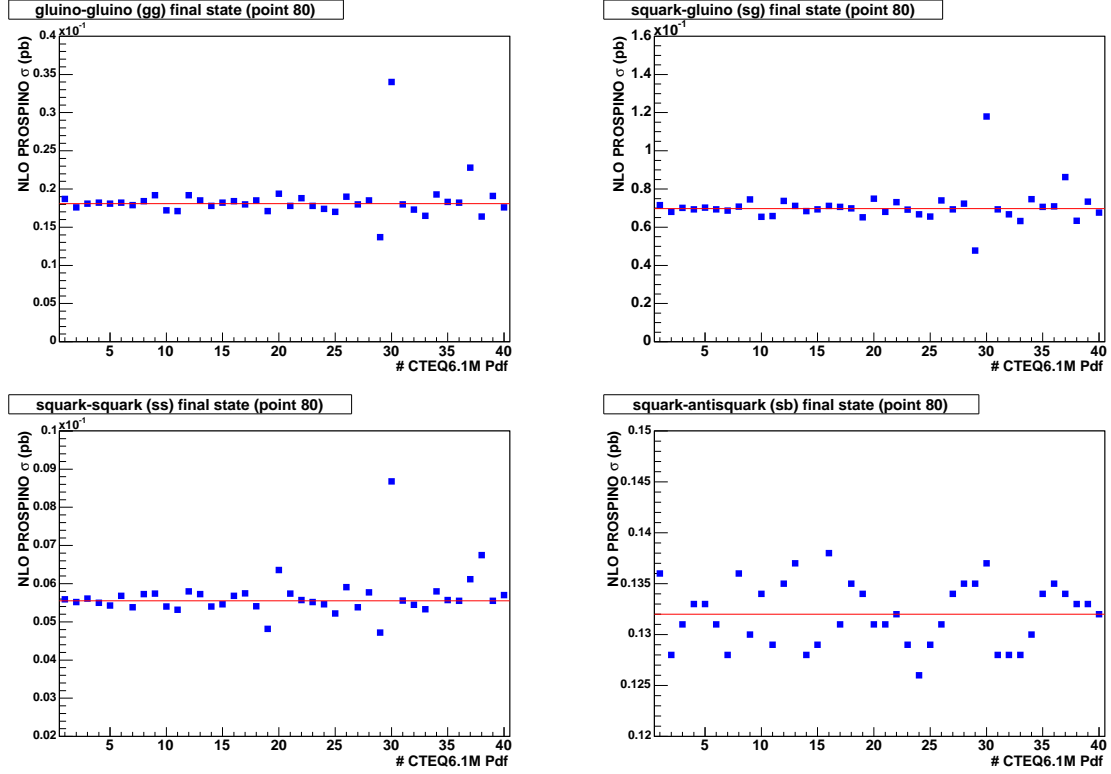 gluino-gluino (gg) final state (point 80)
×10⁻¹
NLO PROSPINO σ (pb)
0.4
0.35
0.3
0.25
0.2
0.15
0.1
0.05
0
5 10 15 20 25 30 35 40
# CTEQ6.1M Pdf
squark-gluino (sg) final state (point 80)
×10⁻¹
NLO PROSPINO σ (pb)
1.6
1.4
1.2
1
0.8
0.6
0.4
0.2
0
5 10 15 20 25 30 35 40
# CTEQ6.1M Pdf
squark-squark (ss) final state (point 80)
×10⁻¹
NLO PROSPINO σ (pb)
0.1
0.09
0.08
0.07
0.06
0.05
0.04
0.03
0.02
5 10 15 20 25 30 35 40
# CTEQ6.1M Pdf
squark-antisquark (sb) final state (point 80)
NLO PROSPINO σ (pb)
0.15
0.145
0.14
0.135
0.13
0.125
0.12
5 10 15 20 25 30 35 40
# CTEQ6.1M Pdf